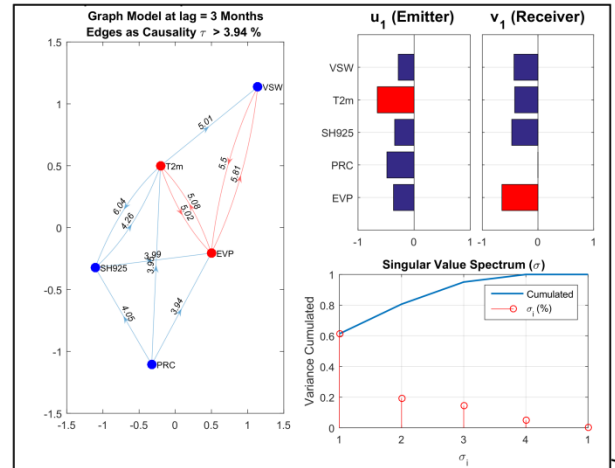 Graph Model at lag = 3 Months
Edges as Causality τ > 3.94 %
1.5
1
0.5
0
-0.5
-1
-1.5
-1.5 -1 -0.5 0 0.5 1 1.5
VSW
T2m
EVP
SH925
PRC
5.01
5.5
5.81
5.08
5.02
6.04
4.26
3.99
4.05
3.94
u1 (Emitter)
VSW
T2m
SH925
PRC
EVP
-1 0 1
v1 (Receiver)
-1 0 1
Singular Value Spectrum (σ)
Variance Cumulated
1
0.8
0.6
0.4
0.2
0
1 2 3 4 1
σi
Cumulated
σi (%)